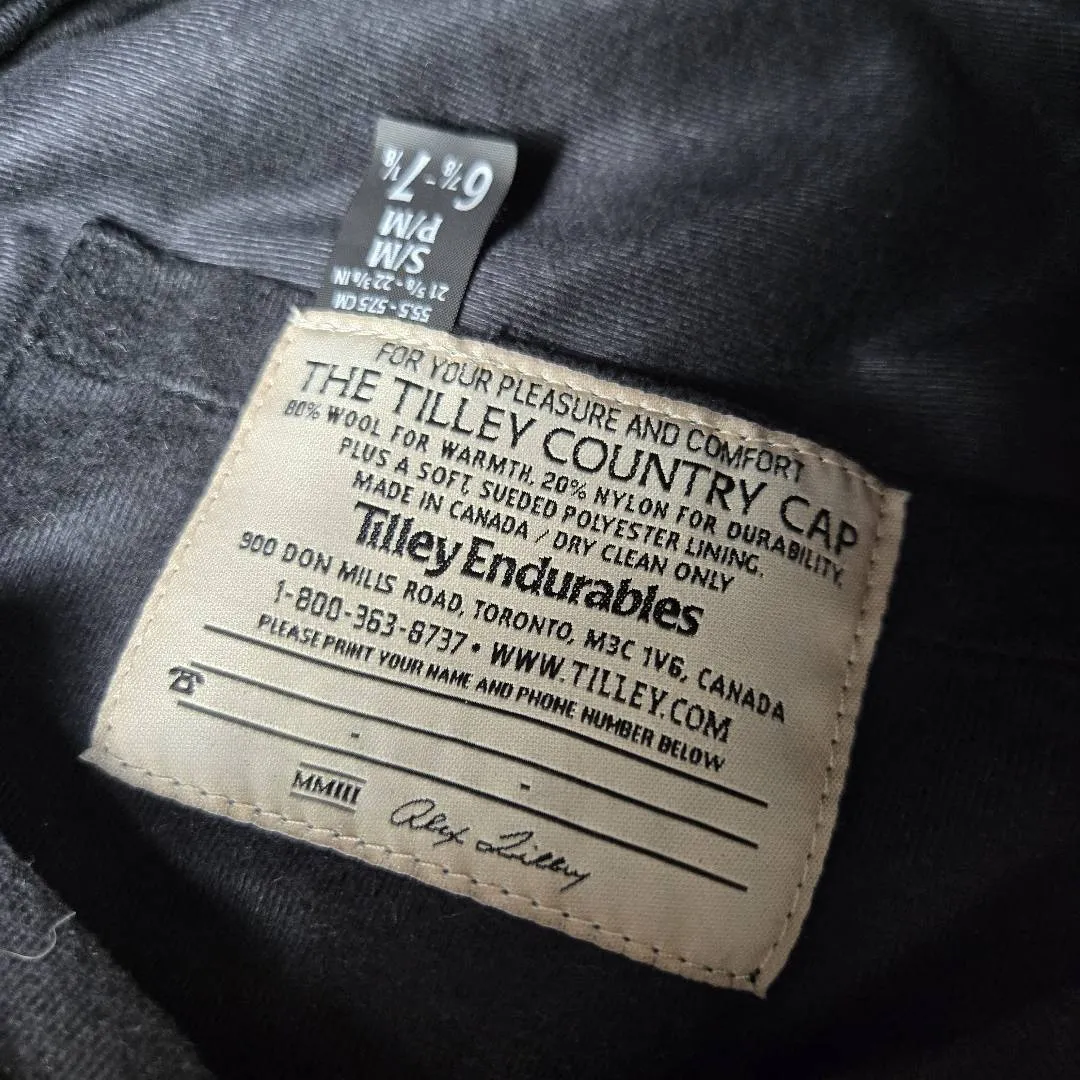 6 7/8 - 7 1/8
P/M
S/M
21 5/8 - 22 3/8 IN
55.5 - 57.5 CM
FOR YOUR PLEASURE AND COMFORT
THE TILLEY COUNTRY CAP
80% WOOL FOR WARMTH, 20% NYLON FOR DURABILITY,
PLUS A SOFT, SUEDED POLYESTER LINING.
MADE IN CANADA / DRY CLEAN ONLY
Tilley Endurables
900 DON MILLS ROAD, TORONTO, M3C 1V6, CANADA
1-800-363-8737 • WWW.TILLEY.COM
PLEASE PRINT YOUR NAME AND PHONE NUMBER BELOW
- -
MMIII
Alex Tilley